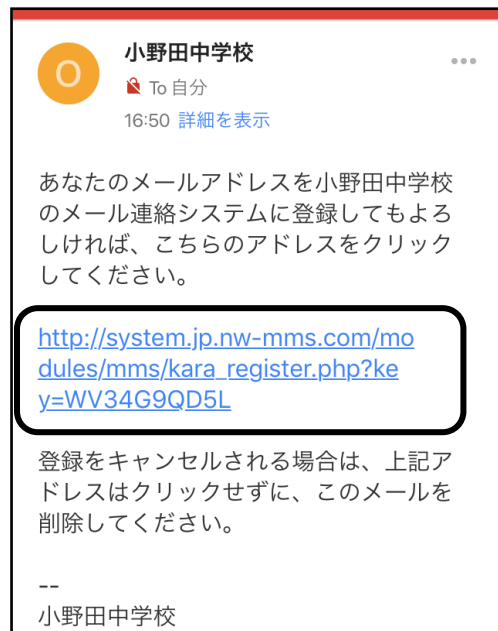 小野田中学校
O
To 自分
16:50 詳細を表示
あなたのメールアドレスを小野田中学校
のメール連絡システムに登録してもよろ
しければ、こちらのアドレスをクリック
してください。
http://system.jp.nw-mms.com/mo
dules/mms/kara_register.php?ke
y=WV34G9QD5L
登録をキャンセルされる場合は、上記ア
ドレスはクリックせずに、このメールを
削除してください。
--
小野田中学校